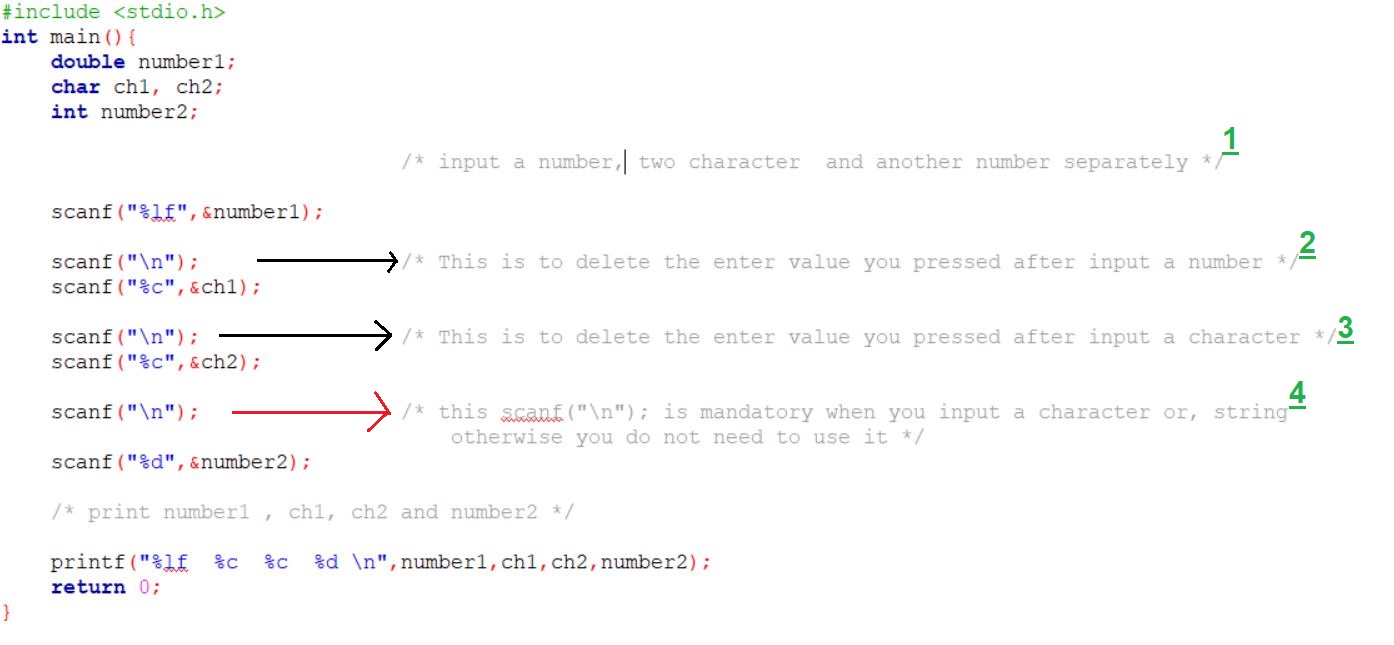 #include <stdio.h>
int main(){
double number1;
char ch1, ch2;
int number2;
/* input a number, two character  and another number separately */ 1
scanf("%lf",&number1);
scanf("\n"); /* This is to delete the enter value you pressed after input a number */ 2
scanf("%c",&ch1);
scanf("\n"); /* This is to delete the enter value you pressed after input a character */ 3
scanf("%c",&ch2);
scanf("\n"); /* this scanf("\n"); is mandatory when you input a character or, string 4
otherwise you do not need to use it */
scanf("%d",&number2);
/* print number1 , ch1, ch2 and number2 */
printf("%lf  %c  %c  %d \n",number1,ch1,ch2,number2);
return 0;
}